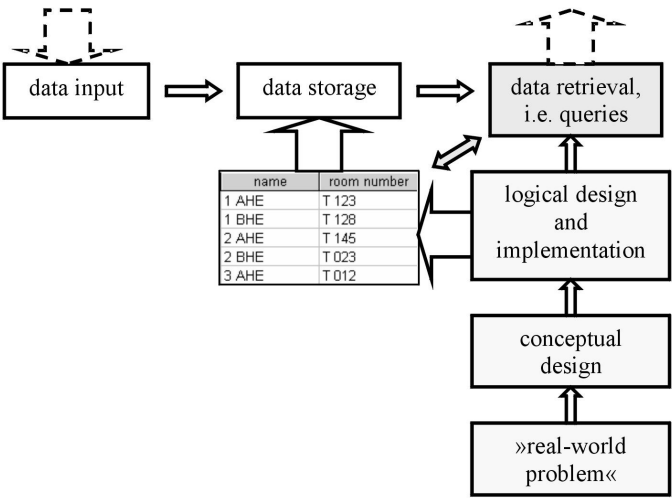 data input
data storage
data retrieval,
i.e. queries
name room number
1 AHE T 123
1 BHE T 128
2 AHE T 145
2 BHE T 023
3 AHE T 012
logical design
and
implementation
conceptual
design
»real-world
problem«